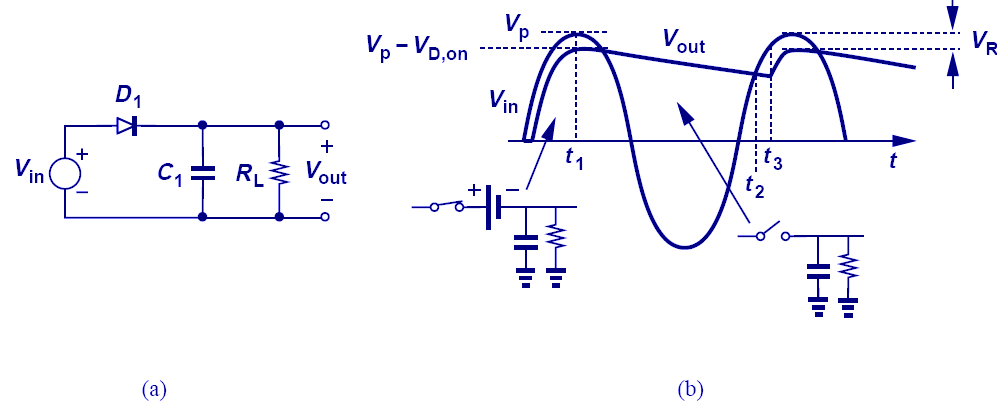 D1
Vin
+
−
C1
RL
+
Vout
−
(a)
Vp
Vp − VD,on
Vout
VR
Vin
t1
t2
t3
t
+
−
(b)